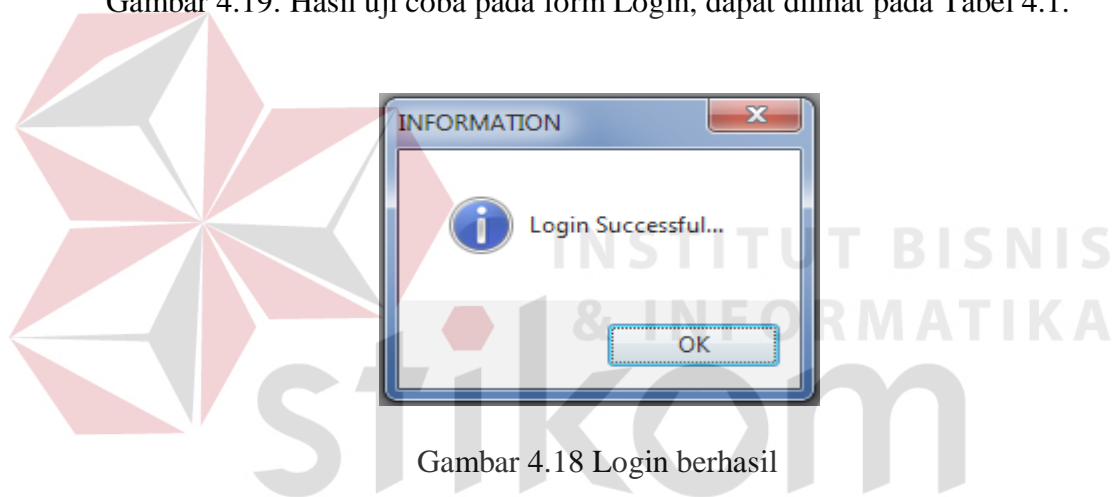 Gambar 4.19. Hasil uji coba pada form Login, dapat dilihat pada Tabel 4.1.
INFORMATION
Login Successful...
INSTITUT BISNIS
& INFORMATIKA
OK
stikom
Gambar 4.18 Login berhasil